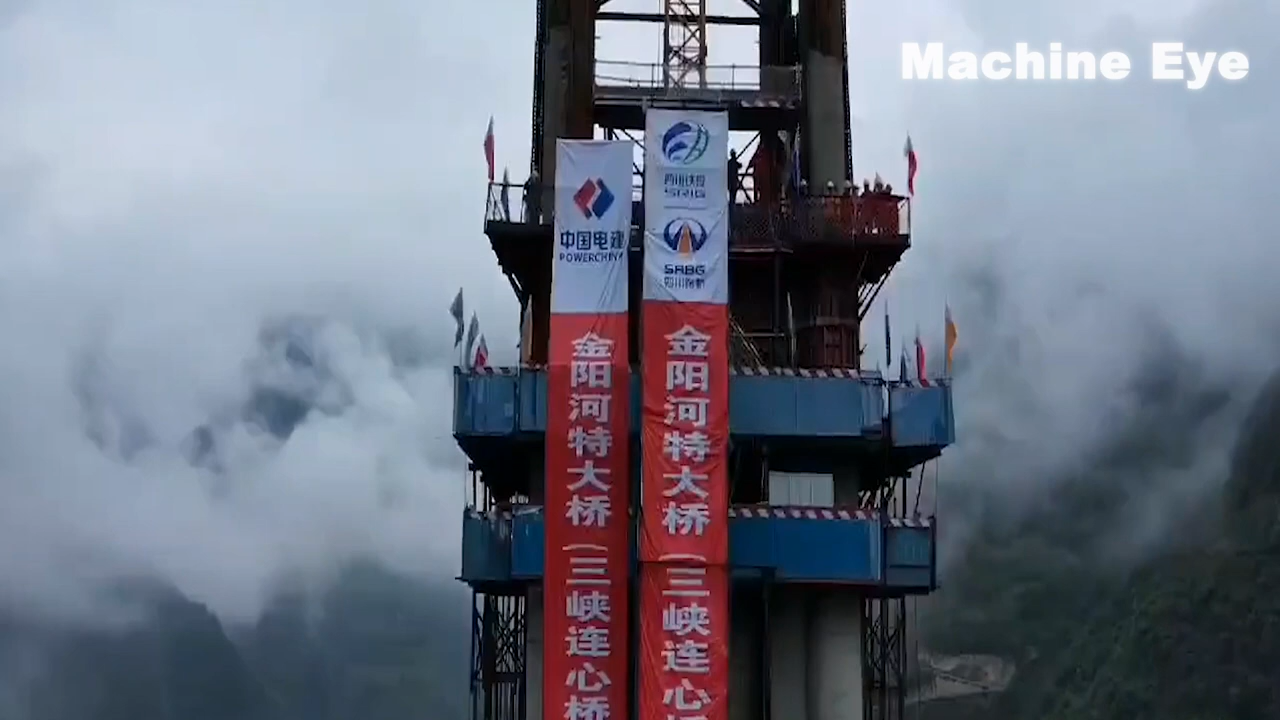 Machine Eye
中国电建
POWERCHINA
四川铁投
SRIG
SRBG
四川路桥
金阳河特大桥（三峡连心桥
金阳河特大桥（三峡连心桥